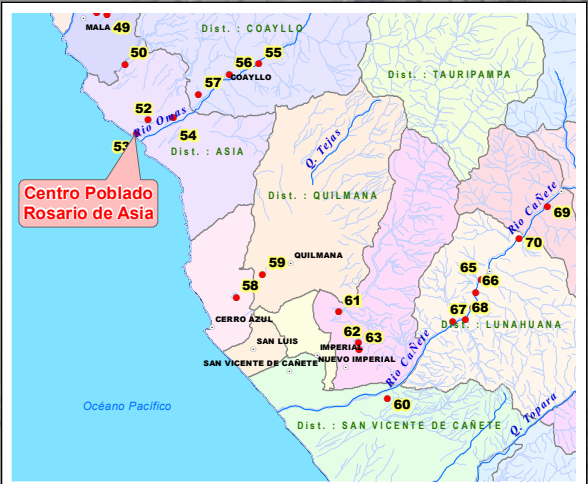 MALA 49
Dist. : COAYLLO
50
56
55
COAYLLO
Dist. : TAURIPAMPA
57
52
Rio Omas
53
54
Dist. : ASIA
Q. Tejas
Centro Poblado
Rosario de Asia
Dist. : QUILMANA
Rio CaÑete
69
70
QUILMANA
59
65
66
58
61
67
68
CERRO AZUL
Dist. : LUNAHUANA
62
63
SAN LUIS
IMPERIAL
NUEVO IMPERIAL
SAN VICENTE DE CAÑETE
Rio CaÑete
60
Océano Pacífico
Dist. : SAN VICENTE DE CAÑETE
Q. Topara